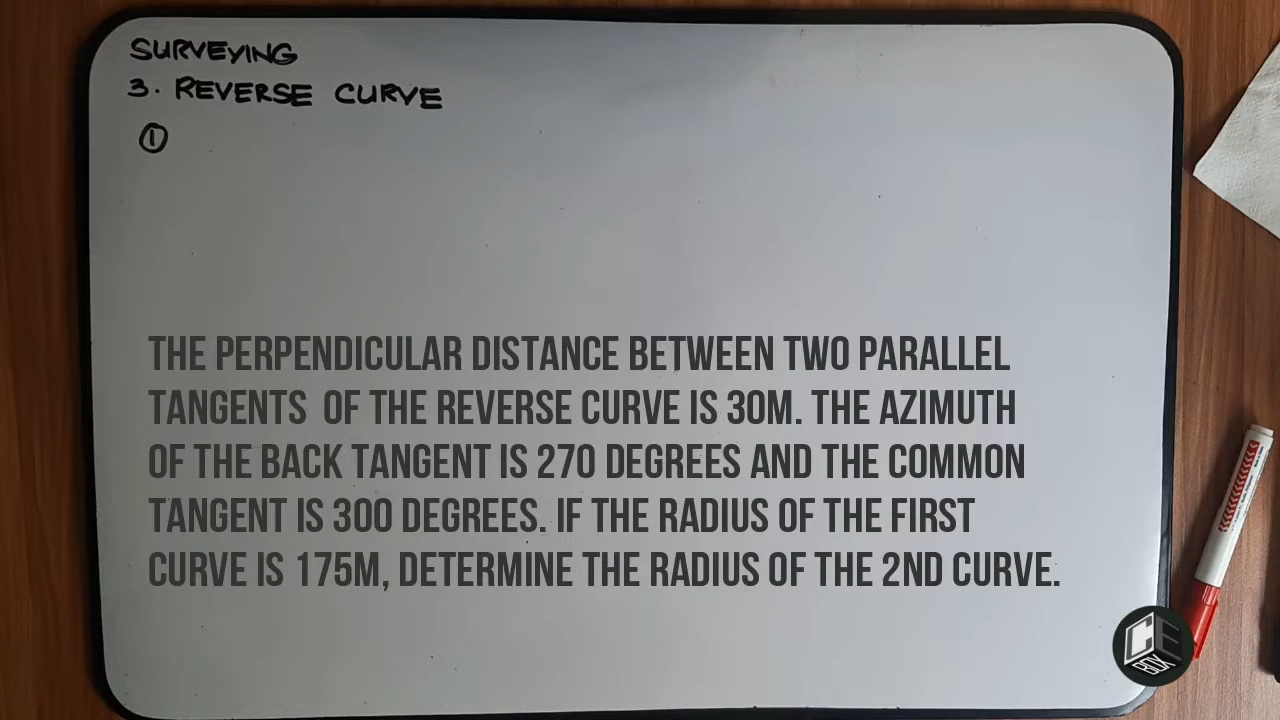 SURVEYING
3. REVERSE CURVE
①
THE PERPENDICULAR DISTANCE BETWEEN TWO PARALLEL
TANGENTS OF THE REVERSE CURVE IS 30M. THE AZIMUTH
OF THE BACK TANGENT IS 270 DEGREES AND THE COMMON
TANGENT IS 300 DEGREES. IF THE RADIUS OF THE FIRST
CURVE IS 175M, DETERMINE THE RADIUS OF THE 2ND CURVE.
CE
BOX